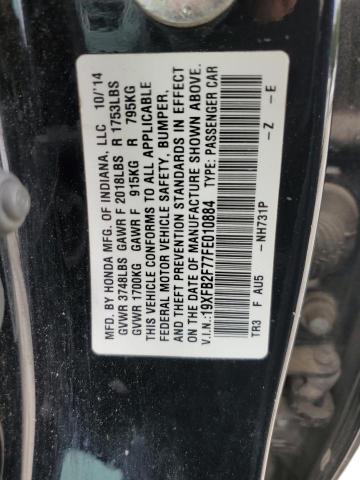 MFD. BY HONDA MFG. OF INDIANA, LLC 10/'14
GVWR 3748LBS GAWR F 2018LBS R 1753LBS
GVWR 1700KG GAWR F 915KG R 795KG
THIS VEHICLE CONFORMS TO ALL APPLICABLE
FEDERAL MOTOR VEHICLE SAFETY, BUMPER,
AND THEFT PREVENTION STANDARDS IN EFFECT
ON THE DATE OF MANUFACTURE SHOWN ABOVE.
V.I.N.:19XFB2F77FE010884 TYPE: PASSENGER CAR
TR3 F AU5 -NH731P -Z -E